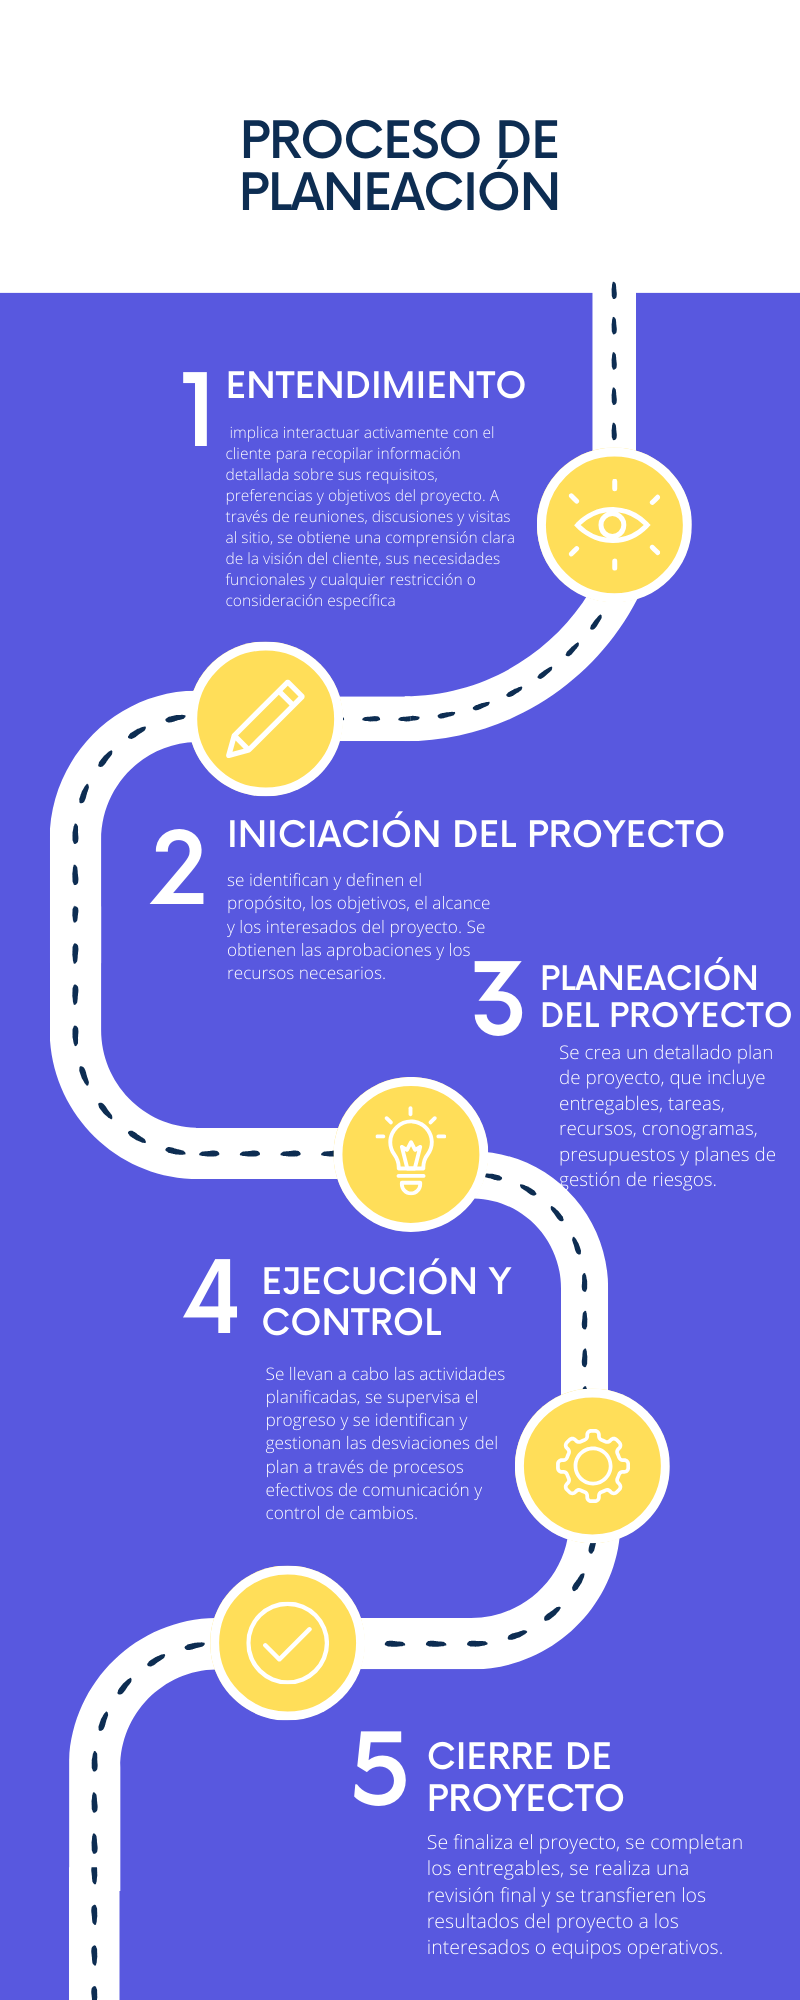 PROCESO DE
PLANEACIÓN
1
ENTENDIMIENTO
implica interactuar activamente con el
cliente para recopilar información
detallada sobre sus requisitos,
preferencias y objetivos del proyecto. A
través de reuniones, discusiones y visitas
al sitio, se obtiene una comprensión clara
de la visión del cliente, sus necesidades
funcionales y cualquier restricción o
consideración específica
2
INICIACIÓN DEL PROYECTO
se identifican y definen el
propósito, los objetivos, el alcance
y los interesados del proyecto. Se
obtienen las aprobaciones y los
recursos necesarios.
3
PLANEACIÓN
DEL PROYECTO
Se crea un detallado plan
de proyecto, que incluye
entregables, tareas,
recursos, cronogramas,
presupuestos y planes de
gestión de riesgos.
4
EJECUCIÓN Y
CONTROL
Se llevan a cabo las actividades
planificadas, se supervisa el
progreso y se identifican y
gestionan las desviaciones del
plan a través de procesos
efectivos de comunicación y
control de cambios.
5
CIERRE DE
PROYECTO
Se finaliza el proyecto, se completan
los entregables, se realiza una
revisión final y se transfieren los
resultados del proyecto a los
interesados o equipos operativos.